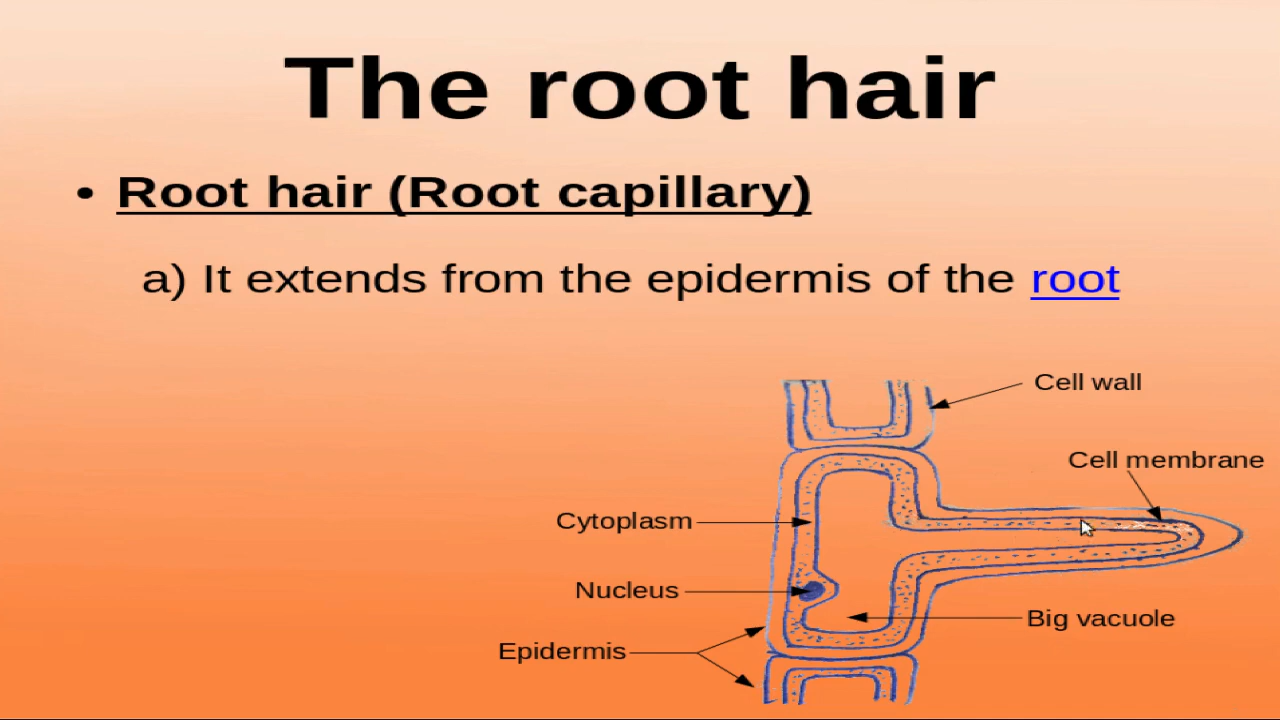 The root hair
• Root hair (Root capillary)
a) It extends from the epidermis of the root
Cell wall
Cell membrane
Cytoplasm
Nucleus
Big vacuole
Epidermis